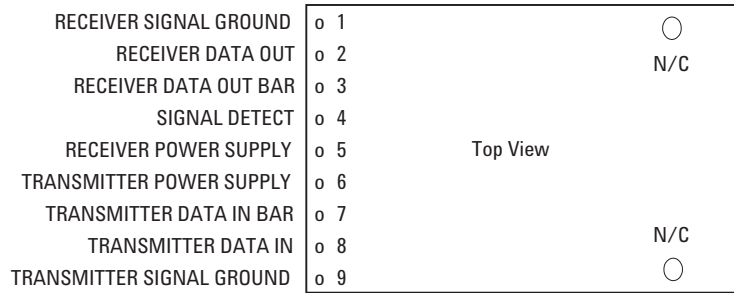 RECEIVER SIGNAL GROUND o 1
RECEIVER DATA OUT o 2
N/C
RECEIVER DATA OUT BAR o 3
SIGNAL DETECT o 4
RECEIVER POWER SUPPLY o 5 Top View
TRANSMITTER POWER SUPPLY o 6
TRANSMITTER DATA IN BAR o 7
N/C
TRANSMITTER DATA IN o 8
TRANSMITTER SIGNAL GROUND o 9